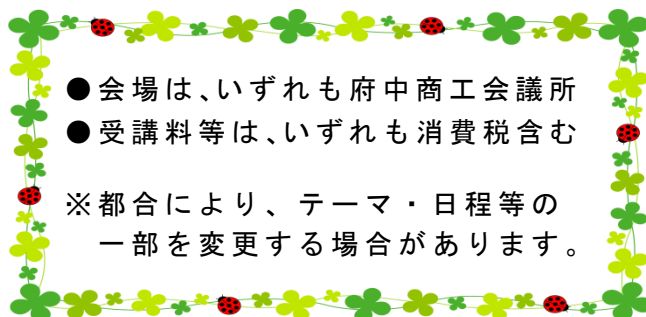 ●会場は、いずれも府中商工会議所
●受講料等は、いずれも消費税含む
※都合により、テーマ・日程等の
一部を変更する場合があります。